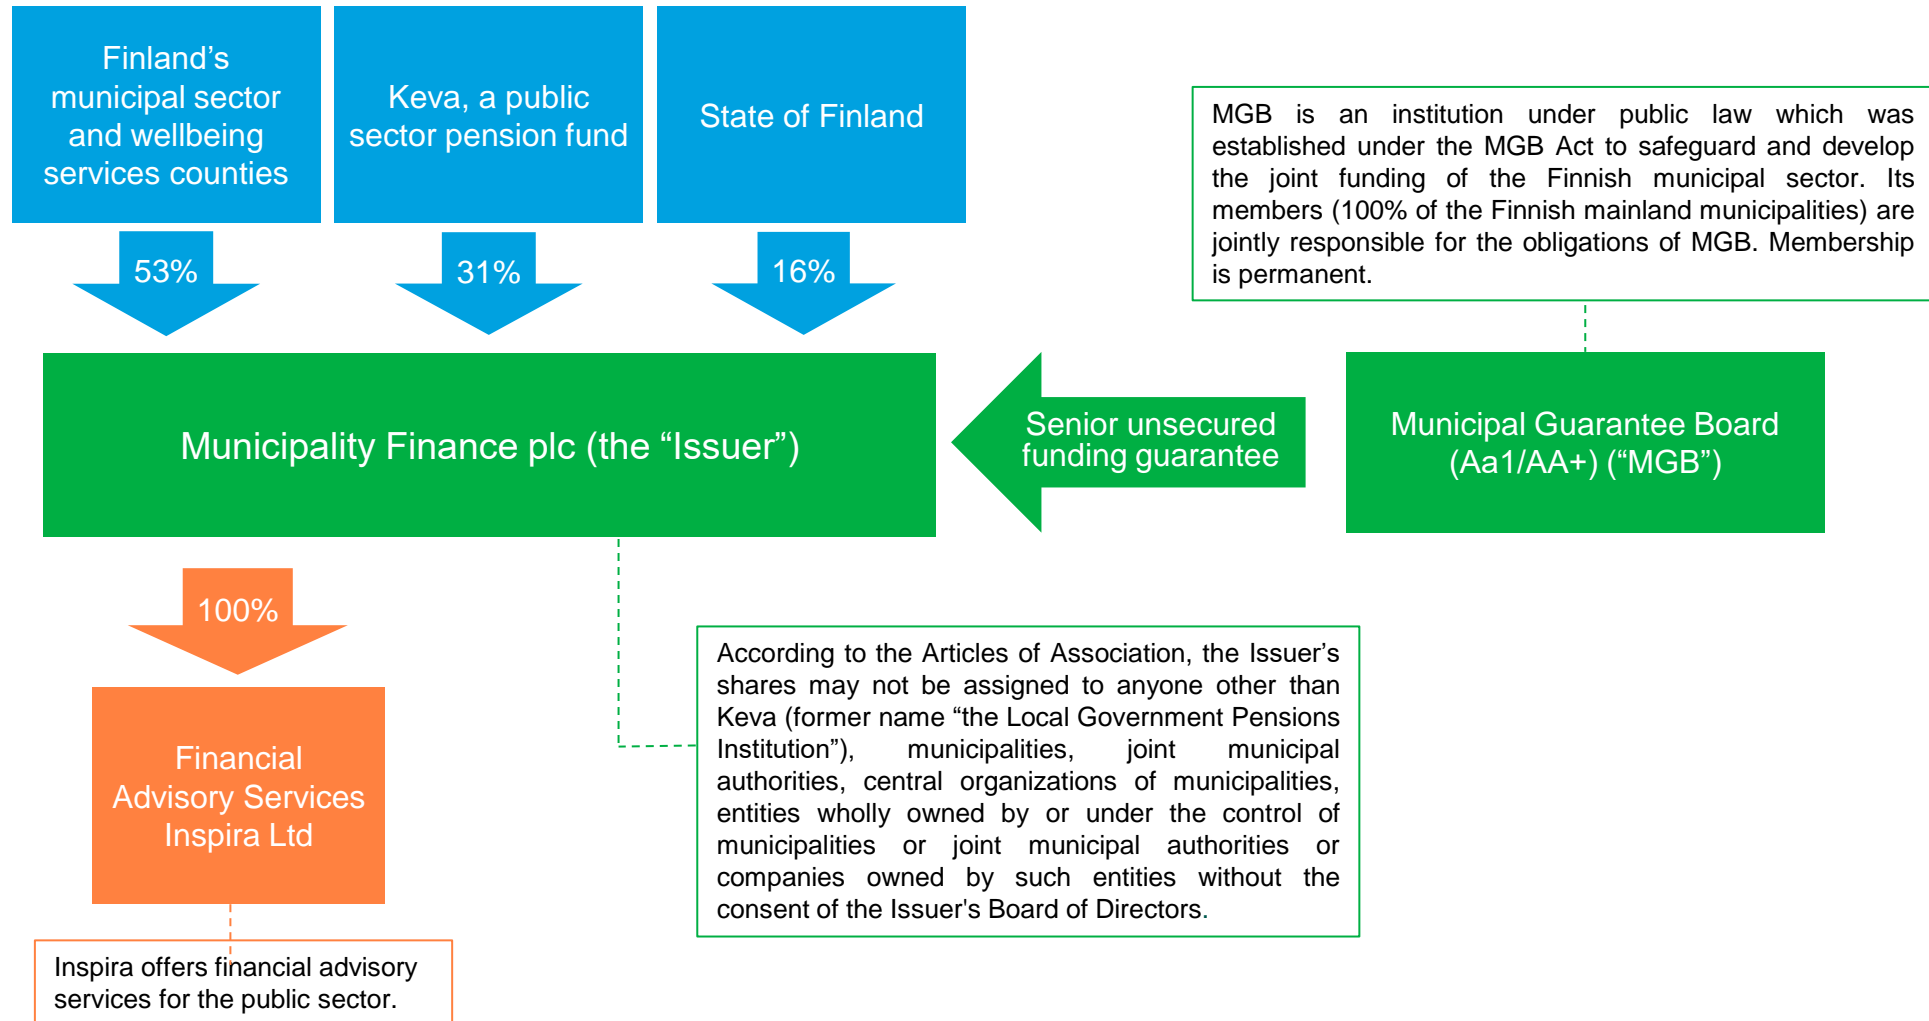 Finland’s
municipal sector
and wellbeing
services counties
Keva, a public
sector pension fund
State of Finland
53%
31%
16%
MGB is an institution under public law which was
established under the MGB Act to safeguard and develop
the joint funding of the Finnish municipal sector. Its
members (100% of the Finnish mainland municipalities) are
jointly responsible for the obligations of MGB. Membership
is permanent.
Municipality Finance plc (the “Issuer”)
Senior unsecured
funding guarantee
Municipal Guarantee Board
(Aa1/AA+) (“MGB”)
100%
According to the Articles of Association, the Issuer’s
shares may not be assigned to anyone other than
Keva (former name “the Local Government Pensions
Institution”), municipalities, joint municipal
authorities, central organizations of municipalities,
entities wholly owned by or under the control of
municipalities or joint municipal authorities or
companies owned by such entities without the
consent of the Issuer's Board of Directors.
Financial
Advisory Services
Inspira Ltd
Inspira offers financial advisory
services for the public sector.